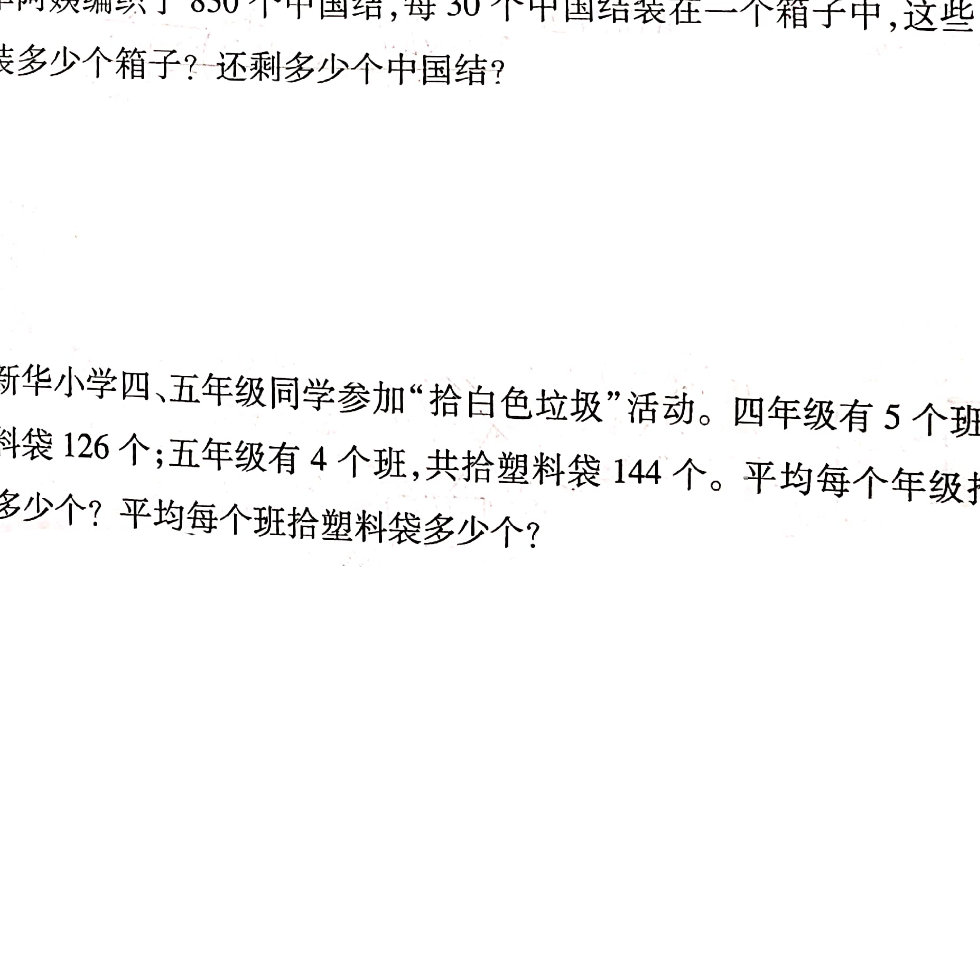 阿姨编织了 850 个中国结,每 30 个中国结装在一个箱子中,这些
装多少个箱子? 还剩多少个中国结?
新华小学四、五年级同学参加“拾白色垃圾”活动。四年级有 5 个班
料袋 126 个;五年级有 4 个班,共拾塑料袋 144 个。平均每个年级
多少个? 平均每个班拾塑料袋多少个?